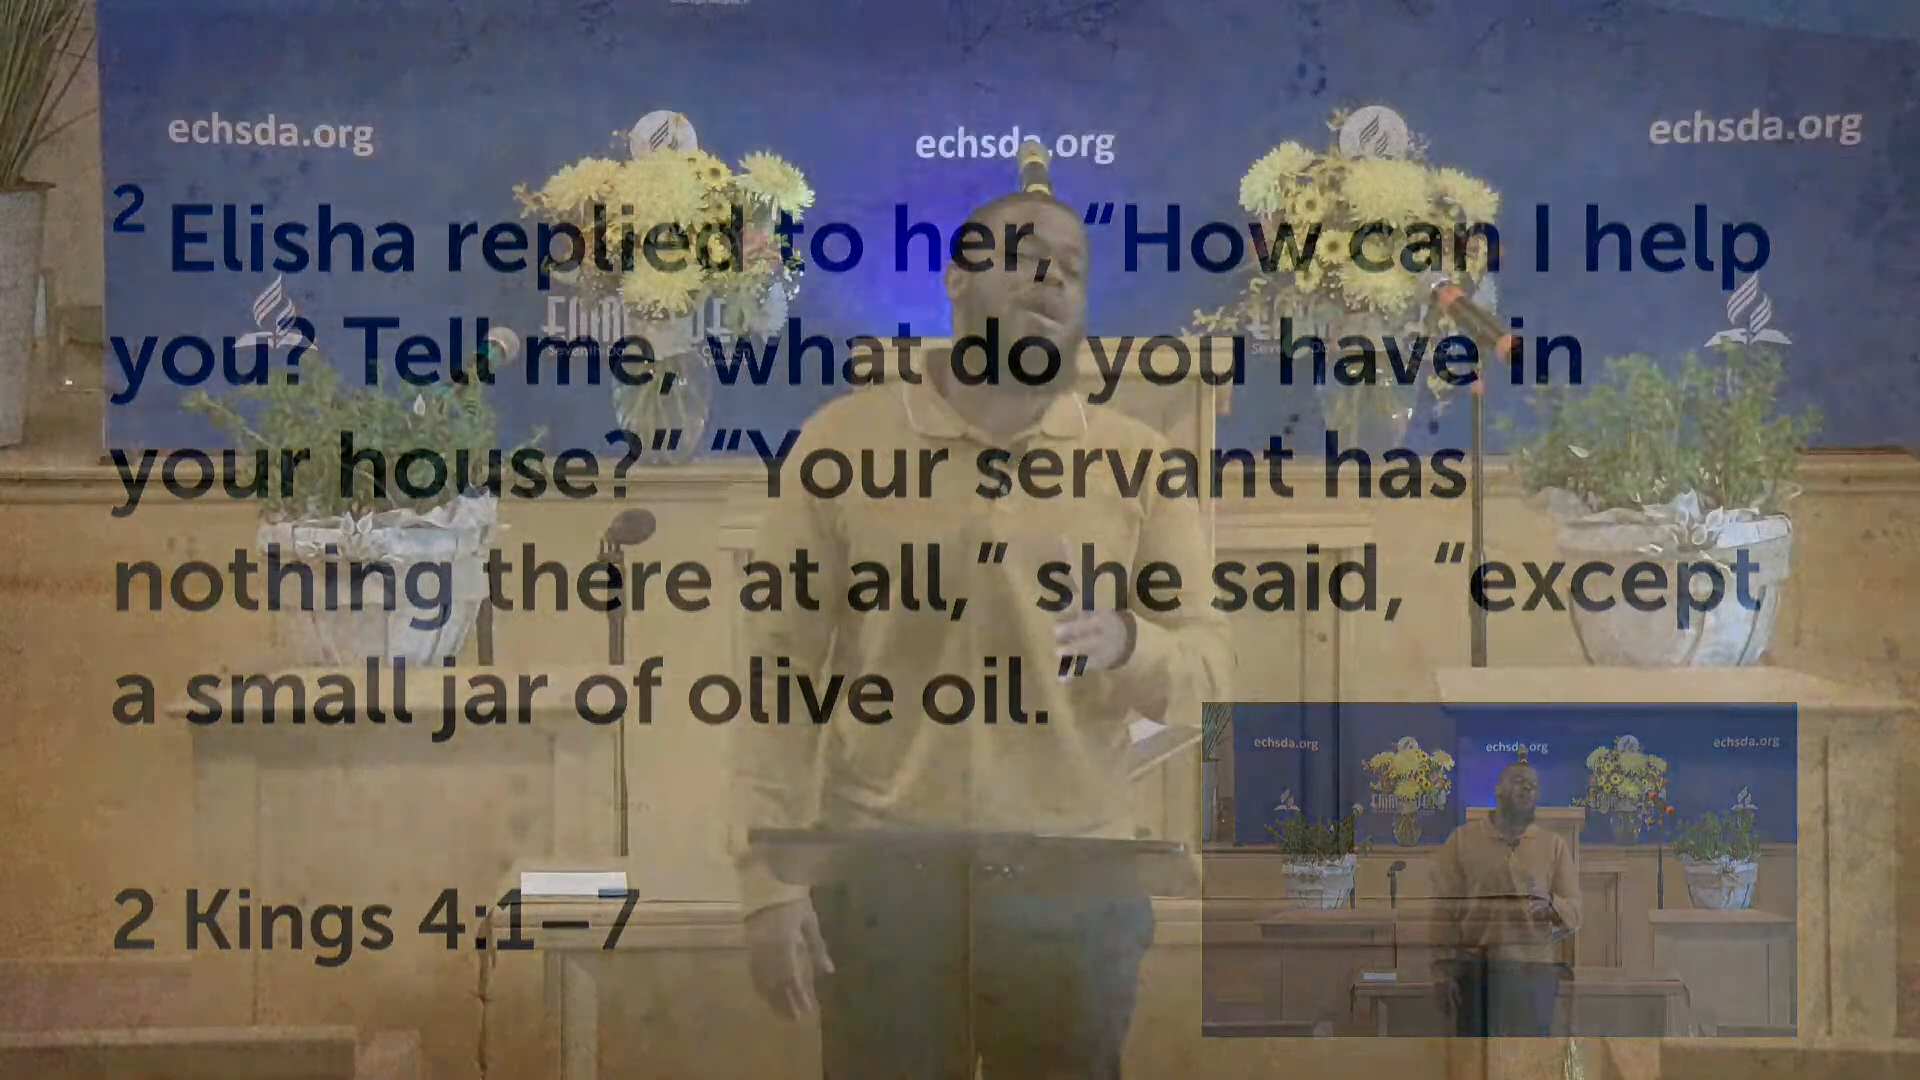 echsda.org
echsda.org
echsda.org
2 Elisha replied to her, “How can I help
you? Tell me, what do you have in
your house?” “Your servant has
nothing there at all,” she said, “except
a small jar of olive oil.”
2 Kings 4:1–7
echsda.org
echsda.org
echsda.org